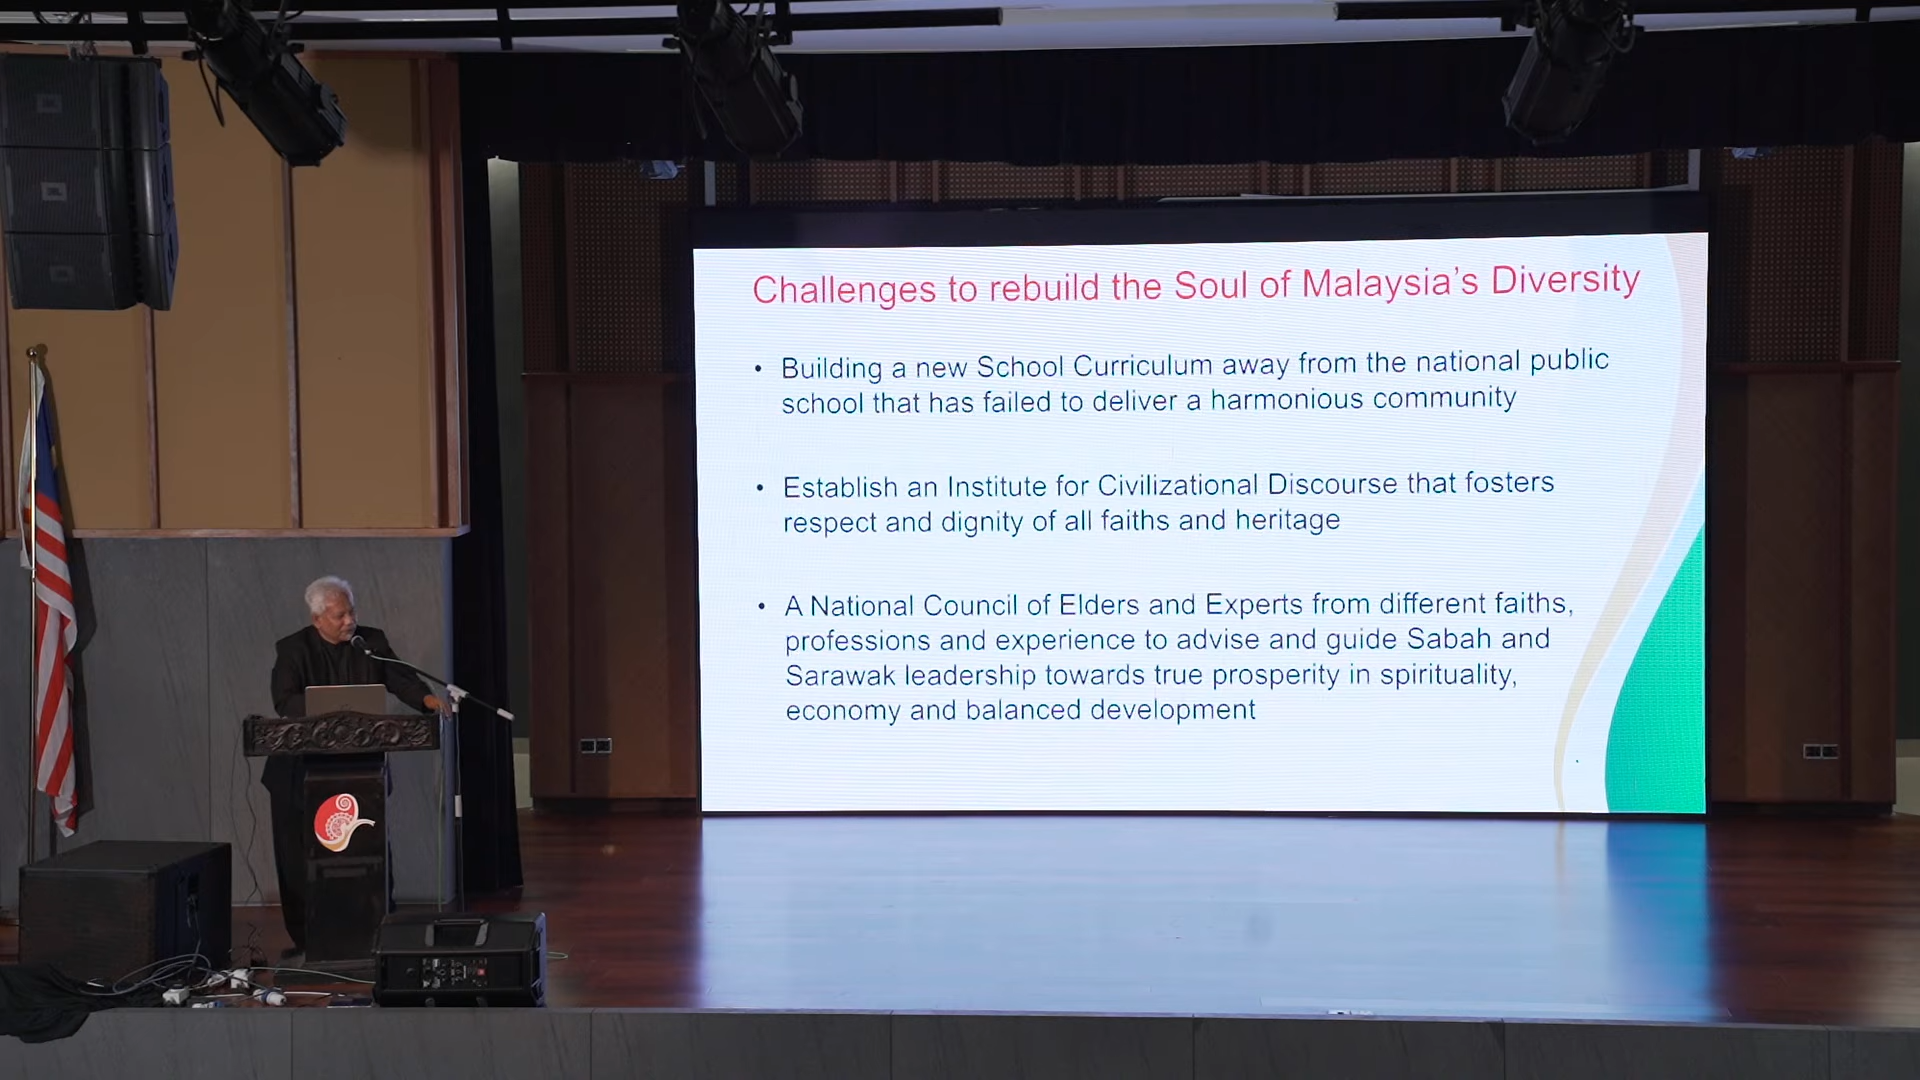 Challenges to rebuild the Soul of Malaysia's Diversity
• Building a new School Curriculum away from the national public
school that has failed to deliver a harmonious community
• Establish an Institute for Civilizational Discourse that fosters
respect and dignity of all faiths and heritage
• A National Council of Elders and Experts from different faiths,
professions and experience to advise and guide Sabah and
Sarawak leadership towards true prosperity in spirituality,
economy and balanced development